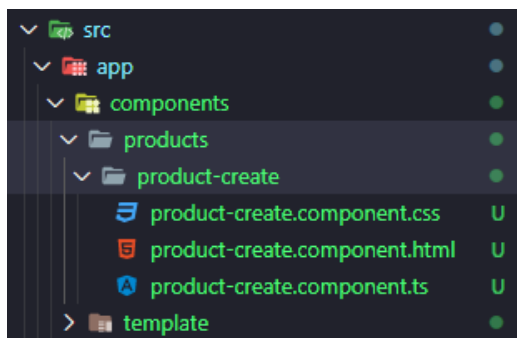 src
app
components
products
product-create
product-create.component.css U
product-create.component.html U
product-create.component.ts U
template